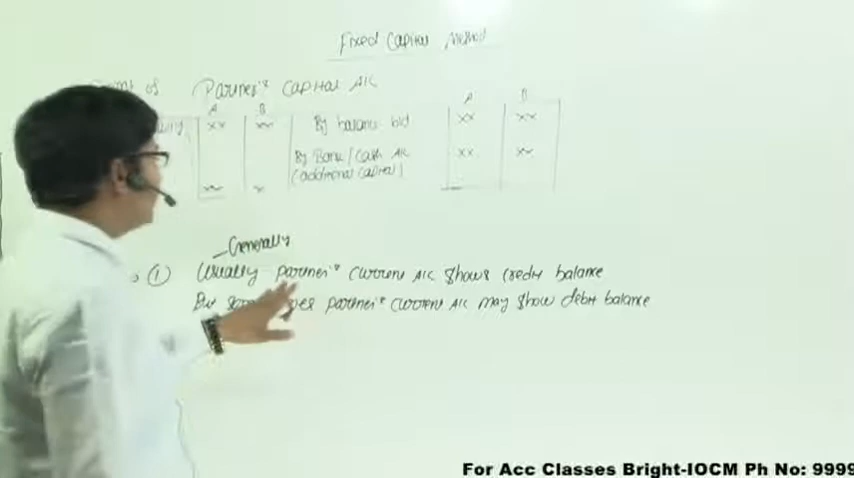 Fixed Capital Method
of Partner's Capital A/c
A B A B
xx xx By balance b/d xx xx
By Bank/Cash A/c xx xx
(additional capital)
Generally
① Usually partner's current A/c shows credit balance
But partner's current A/c may show debit balance
For Acc Classes Bright-IOCM Ph No: 9999